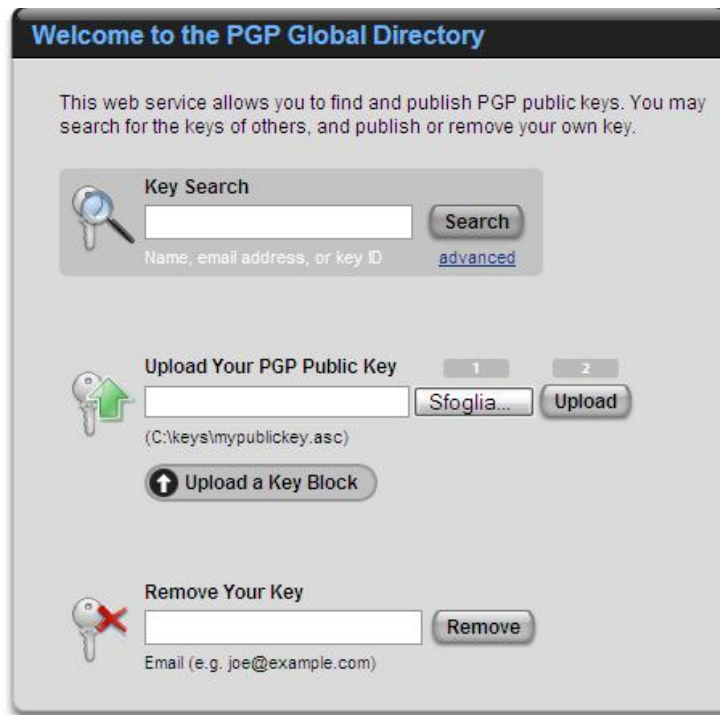 Welcome to the PGP Global Directory
This web service allows you to find and publish PGP public keys. You may
search for the keys of others, and publish or remove your own key.
Key Search
Search
Name, email address, or key ID
advanced
Upload Your PGP Public Key
1
2
Sfoglia...
Upload
(C:\keys\mypublickey.asc)
Upload a Key Block
Remove Your Key
Remove
Email (e.g. joe@example.com)